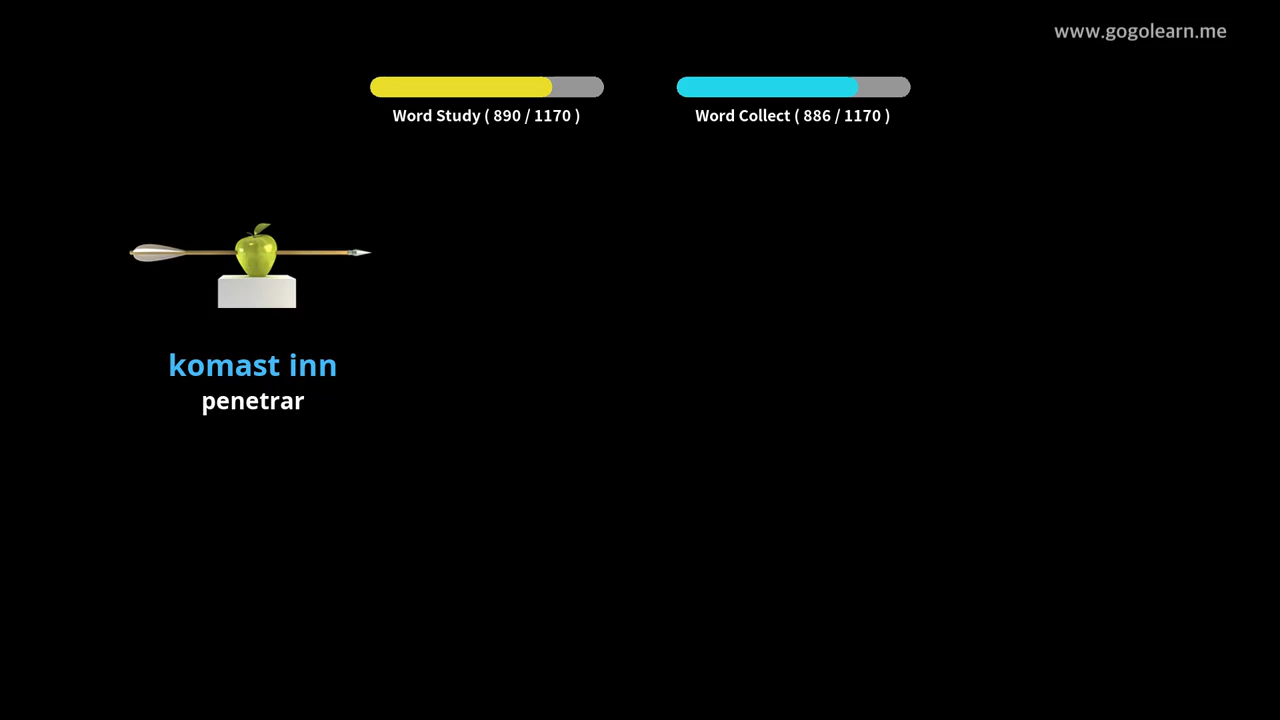 www.gogolearn.me
Word Study ( 890 / 1170 )
Word Collect ( 886 / 1170 )
komast inn
penetrar